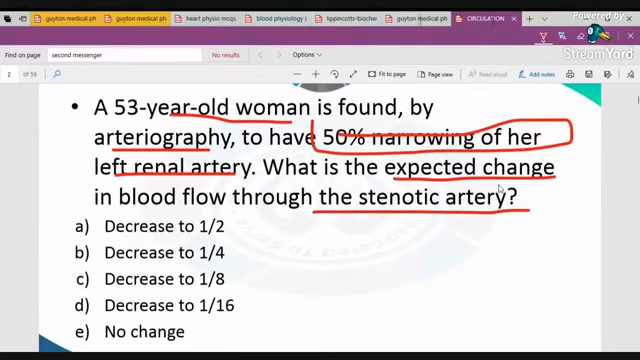 guyton medical ph
guyton medical ph
heart physio mcqs.
blood physiology (
lippincotts-biocher
guyton medical ph
CIRCULATION
Powered by
Find on page
second messenger
No results
Options
StreamYard
2
of 59
Fit to page
Page view
Read aloud
Add notes
• A 53-year-old woman is found, by
arteriography, to have 50% narrowing of her
left renal artery. What is the expected change
in blood flow through the stenotic artery?
a) Decrease to 1/2
b) Decrease to 1/4
c) Decrease to 1/8
d) Decrease to 1/16
e) No change